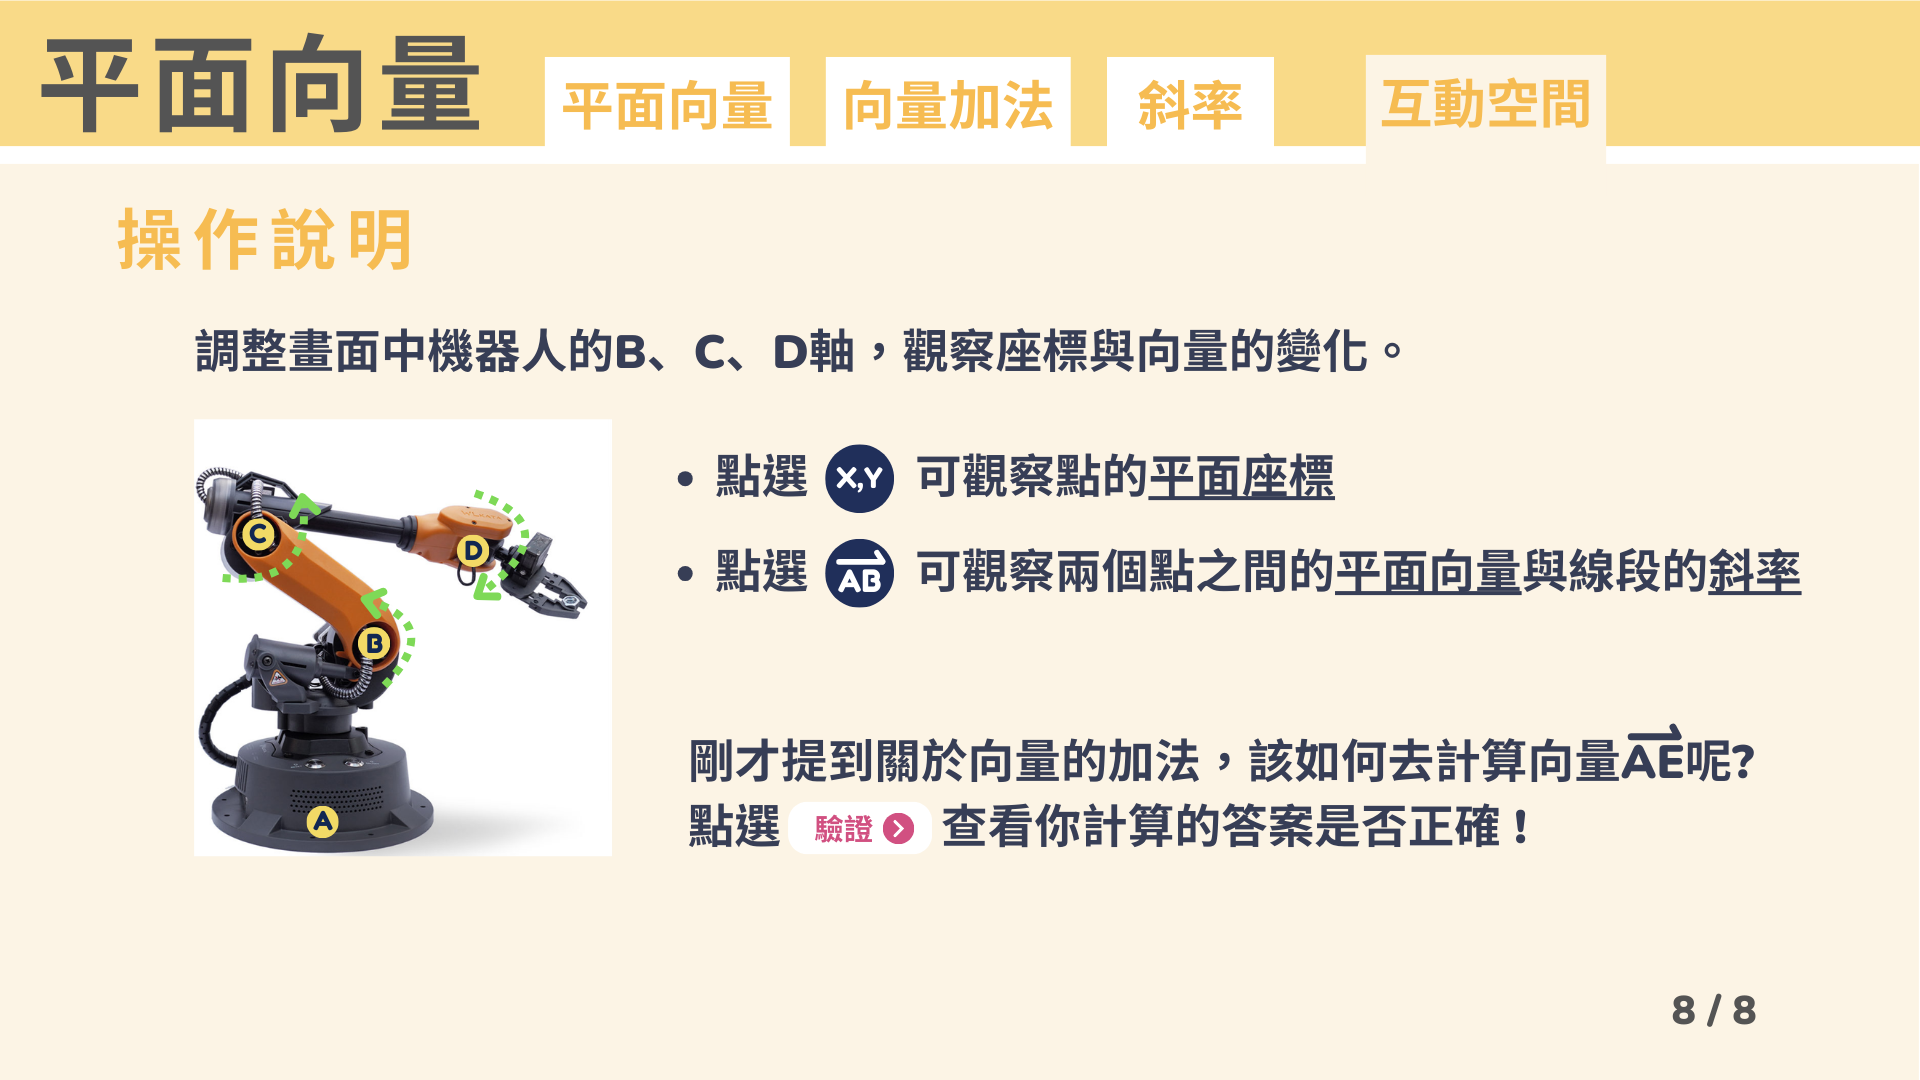 平面向量
平面向量
向量加法
斜率
互動空間
操作說明
調整畫面中機器人的B、C、D軸，觀察座標與向量的變化。
• 點選 X,Y 可觀察點的平面座標
• 點選 AB 可觀察兩個點之間的平面向量與線段的斜率
C
D
B
A
剛才提到關於向量的加法，該如何去計算向量AE呢?
點選 驗證 查看你計算的答案是否正確！
8 / 8